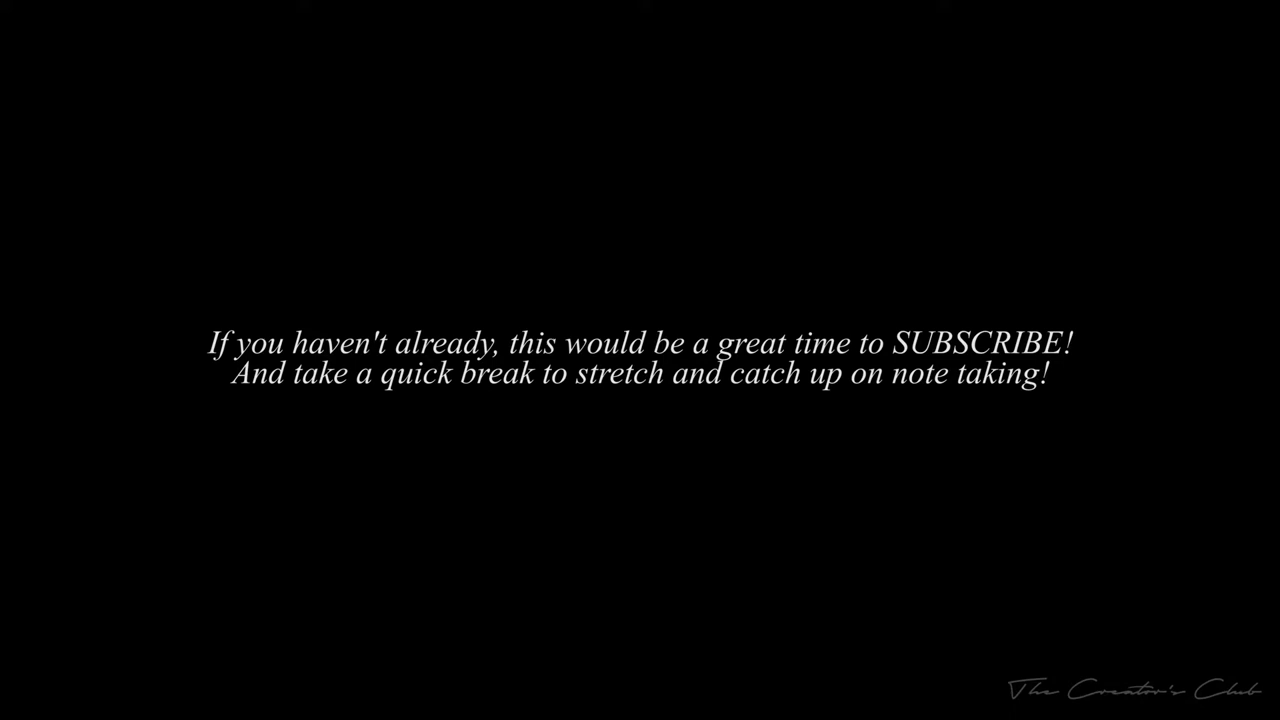 If you haven't already, this would be a great time to SUBSCRIBE!
And take a quick break to stretch and catch up on note taking!
The Creator's Club